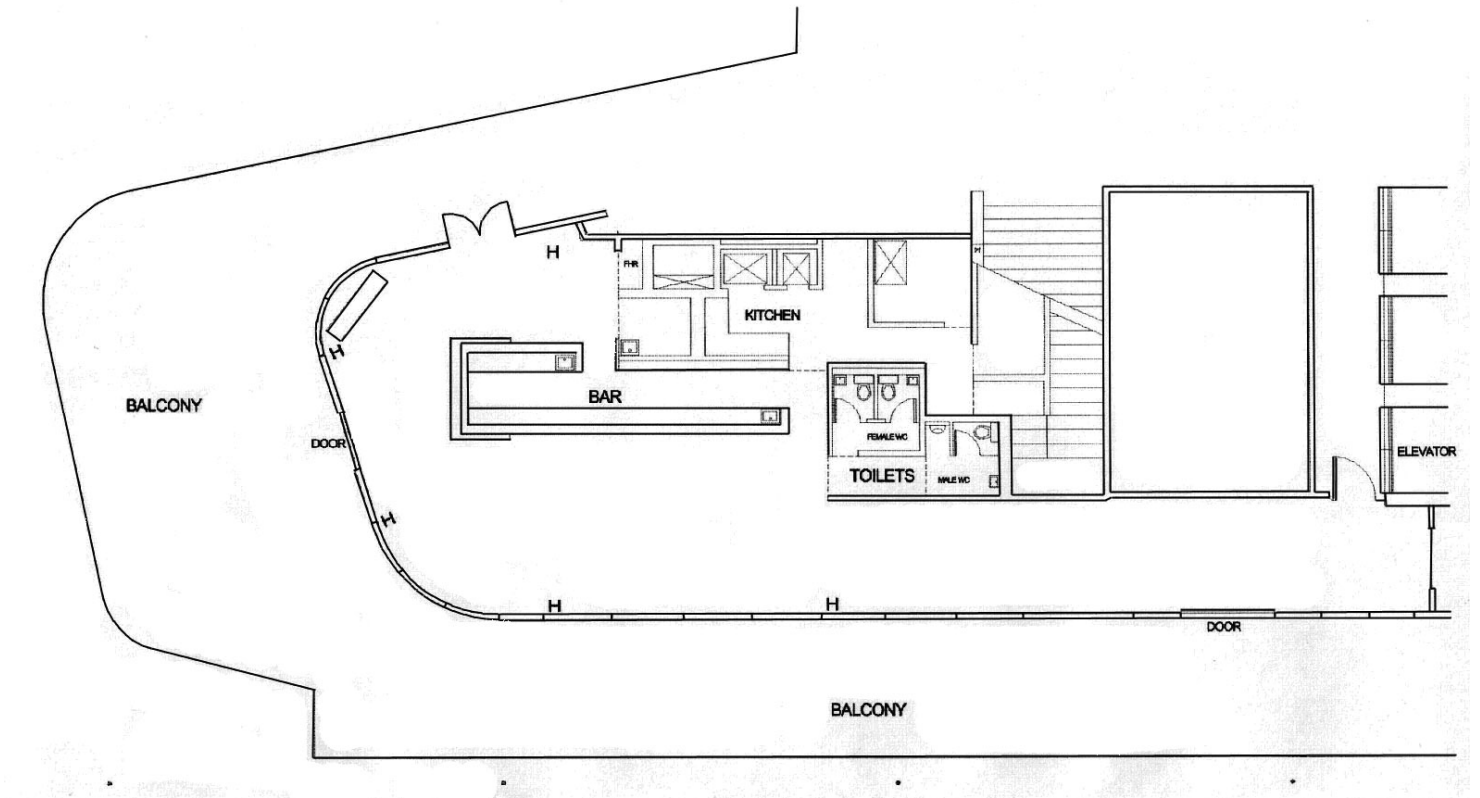 H
FHR
H
KITCHEN
H
BAR
BALCONY
DOOR
FEMALE WC
ELEVATOR
TOILETS
MALE WC
H
H
H
DOOR
BALCONY